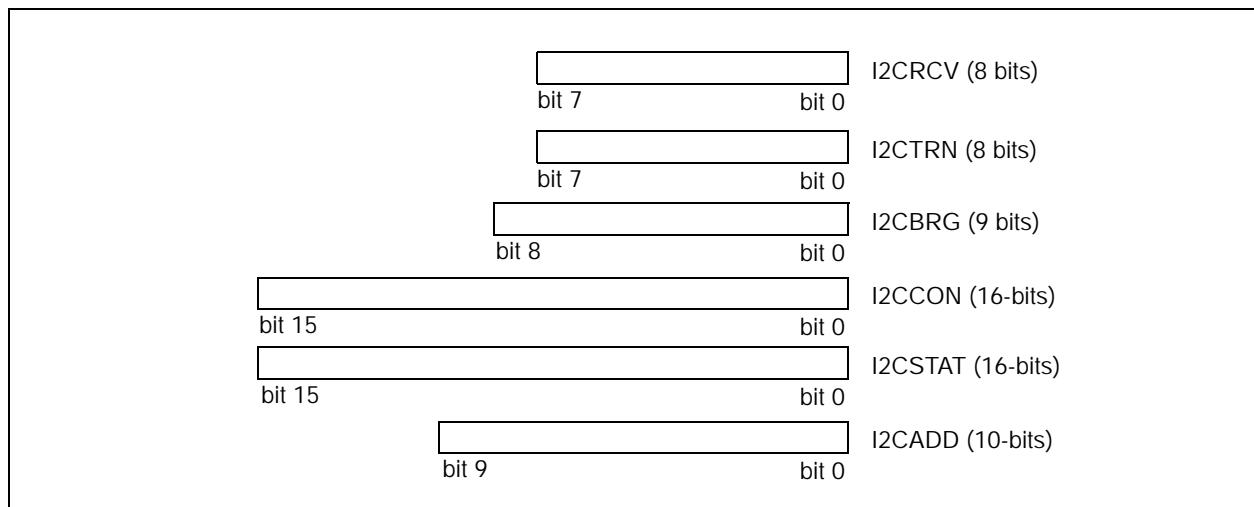 I2CRCV (8 bits)
bit 7 bit 0
I2CTRN (8 bits)
bit 7 bit 0
I2CBRG (9 bits)
bit 8 bit 0
I2CCON (16-bits)
bit 15 bit 0
I2CSTAT (16-bits)
bit 15 bit 0
I2CADD (10-bits)
bit 9 bit 0